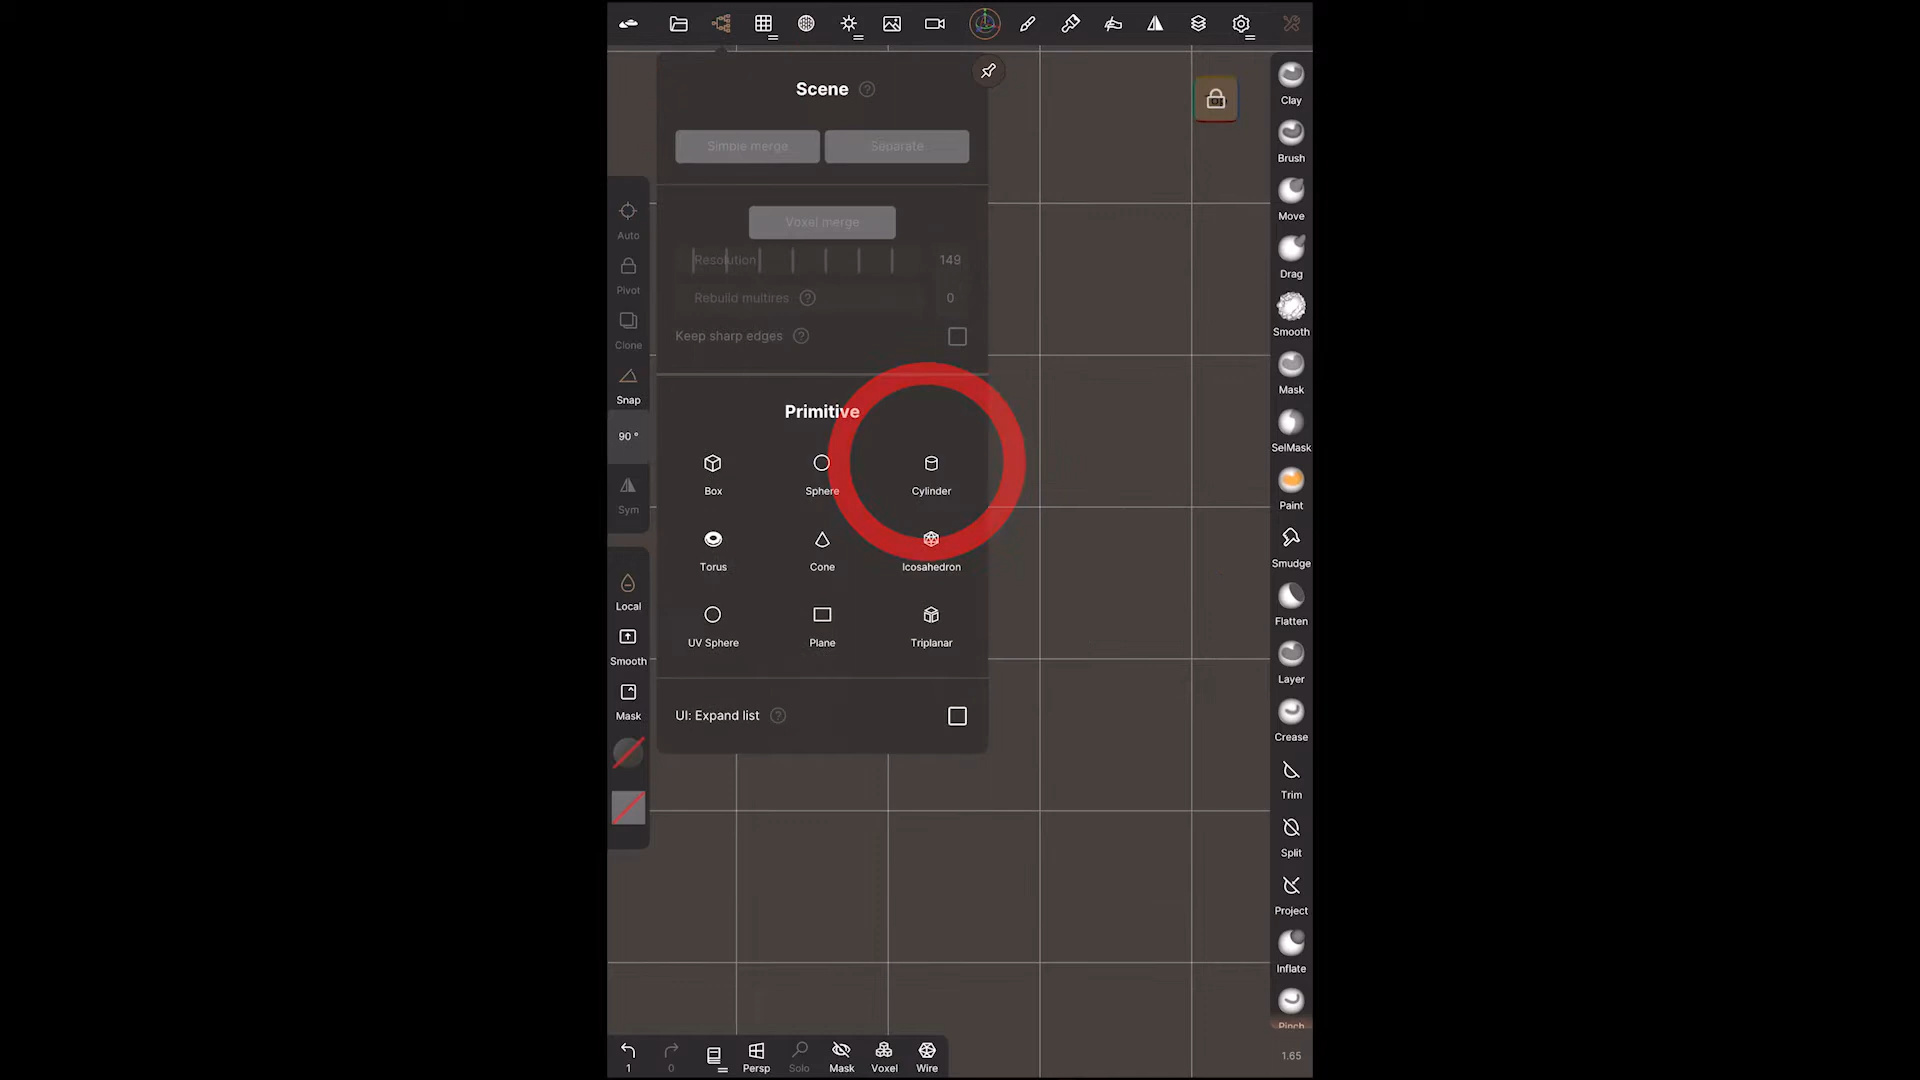 Scene ?
Simple merge Separate
Voxel merge
Resolution 149
Rebuild multires ? 0
Keep sharp edges ?
Primitive
Box Sphere Cylinder
Torus Cone Icosahedron
UV Sphere Plane Triplanar
UI: Expand list ?
Auto
Pivot
Clone
Snap
90 °
Sym
Local
Smooth
Mask
Clay
Brush
Move
Drag
Smooth
Mask
SelMask
Paint
Smudge
Flatten
Layer
Crease
Trim
Split
Project
Inflate
Pinch
1 0 Persp Solo Mask Voxel Wire
1.65